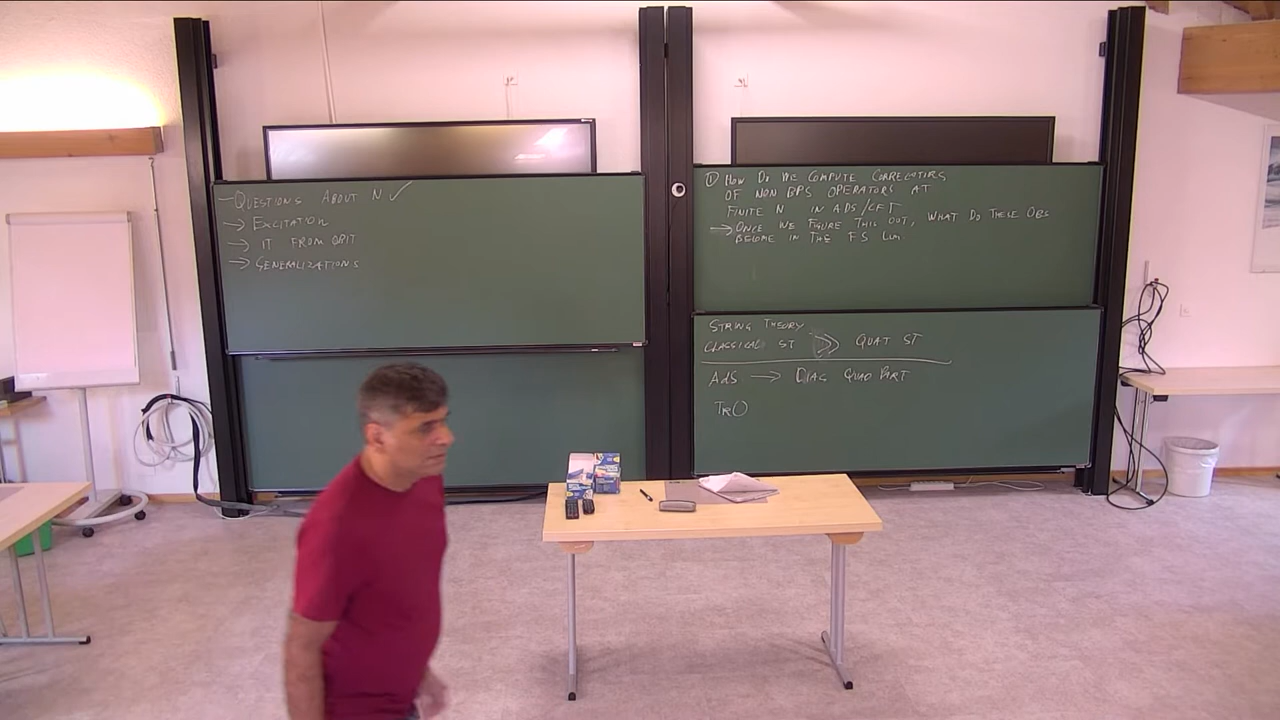 - QUESTIONS ABOUT N ✓
→ EXCITATION
→ IT FROM QBIT
→ GENERALIZATIONS
① HOW DO WE COMPUTE CORRELATORS
OF NON BPS OPERATORS AT
FINITE N IN ADS/CFT
→ ONCE WE FIGURE THIS OUT, WHAT DO THESE OBS
BECOME IN THE FS LIM
STRING THEORY
CLASSICAL ST QUAT ST
AdS → DIAG QUAD PART
TR()